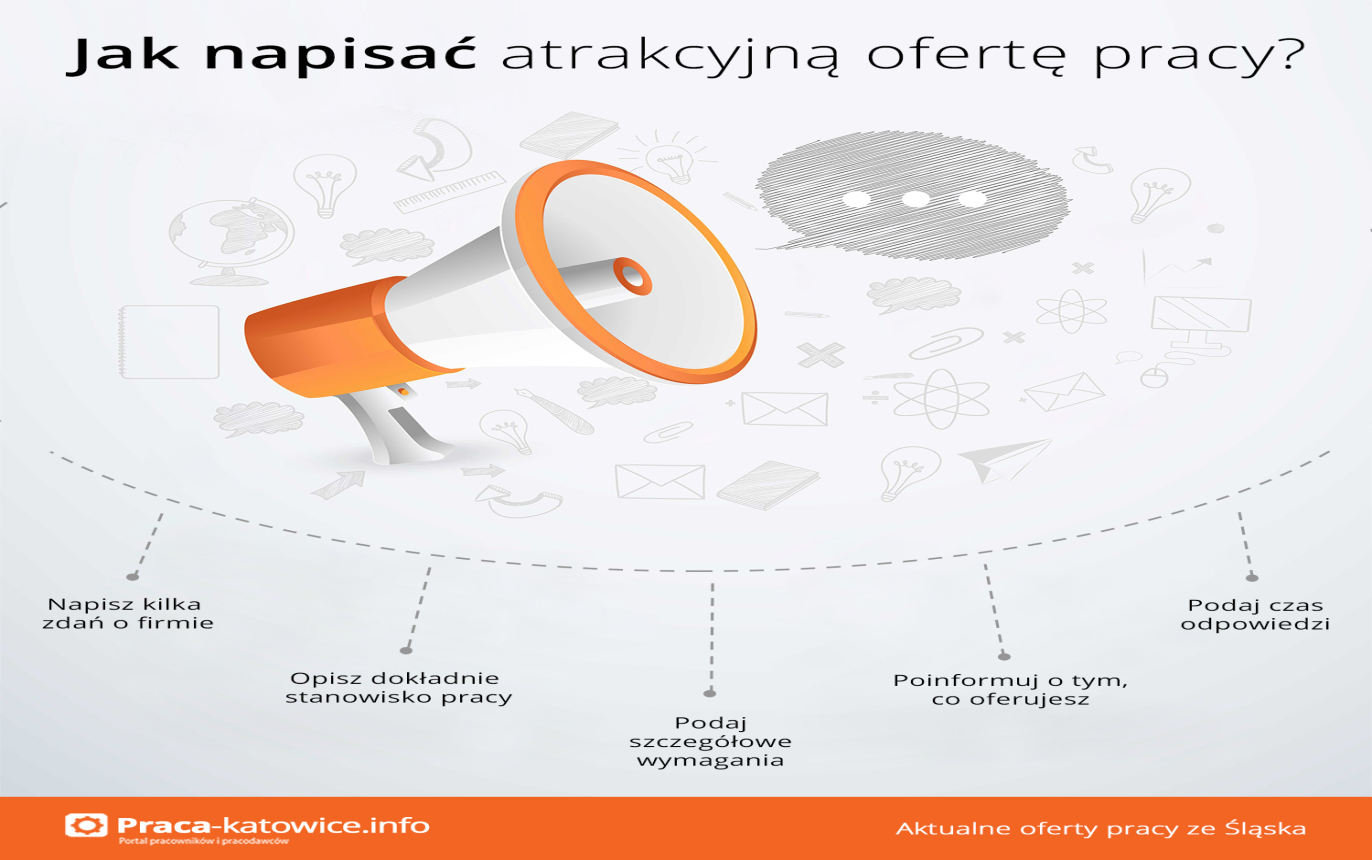 Jak napisać atrakcyjną ofertę pracy?
Napisz kilka
zdań o firmie
Opisz dokładnie
stanowisko pracy
Podaj
szczegółowe
wymagania
Poinformuj o tym,
co oferujesz
Podaj czas
odpowiedzi
Praca-katowice.info
Portal pracowników i pracodawców
Aktualne oferty pracy ze Śląska